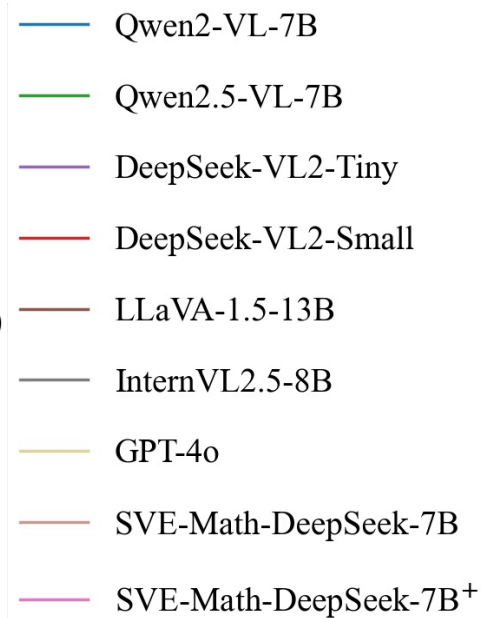 Qwen2-VL-7B
Qwen2.5-VL-7B
DeepSeek-VL2-Tiny
DeepSeek-VL2-Small
LLaVA-1.5-13B
InternVL2.5-8B
GPT-4o
SVE-Math-DeepSeek-7B
SVE-Math-DeepSeek-7B⁺